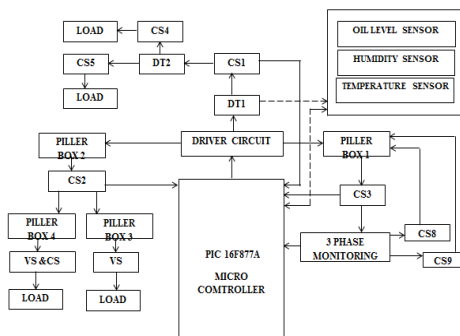 LOAD
CS4
OIL LEVEL SENSOR
CS5
DT2
CS1
HUMIDITY SENSOR
TEMPERATURE SENSOR
LOAD
DT1
PILLER
BOX 2
DRIVER CIRCUIT
PILLER
BOX 1
CS2
CS3
PILLER
BOX 4
PILLER
BOX 3
CS8
PIC 16F877A
MICRO
COMTROLLER
3 PHASE
MONITORING
VS &CS
VS
CS9
LOAD
LOAD